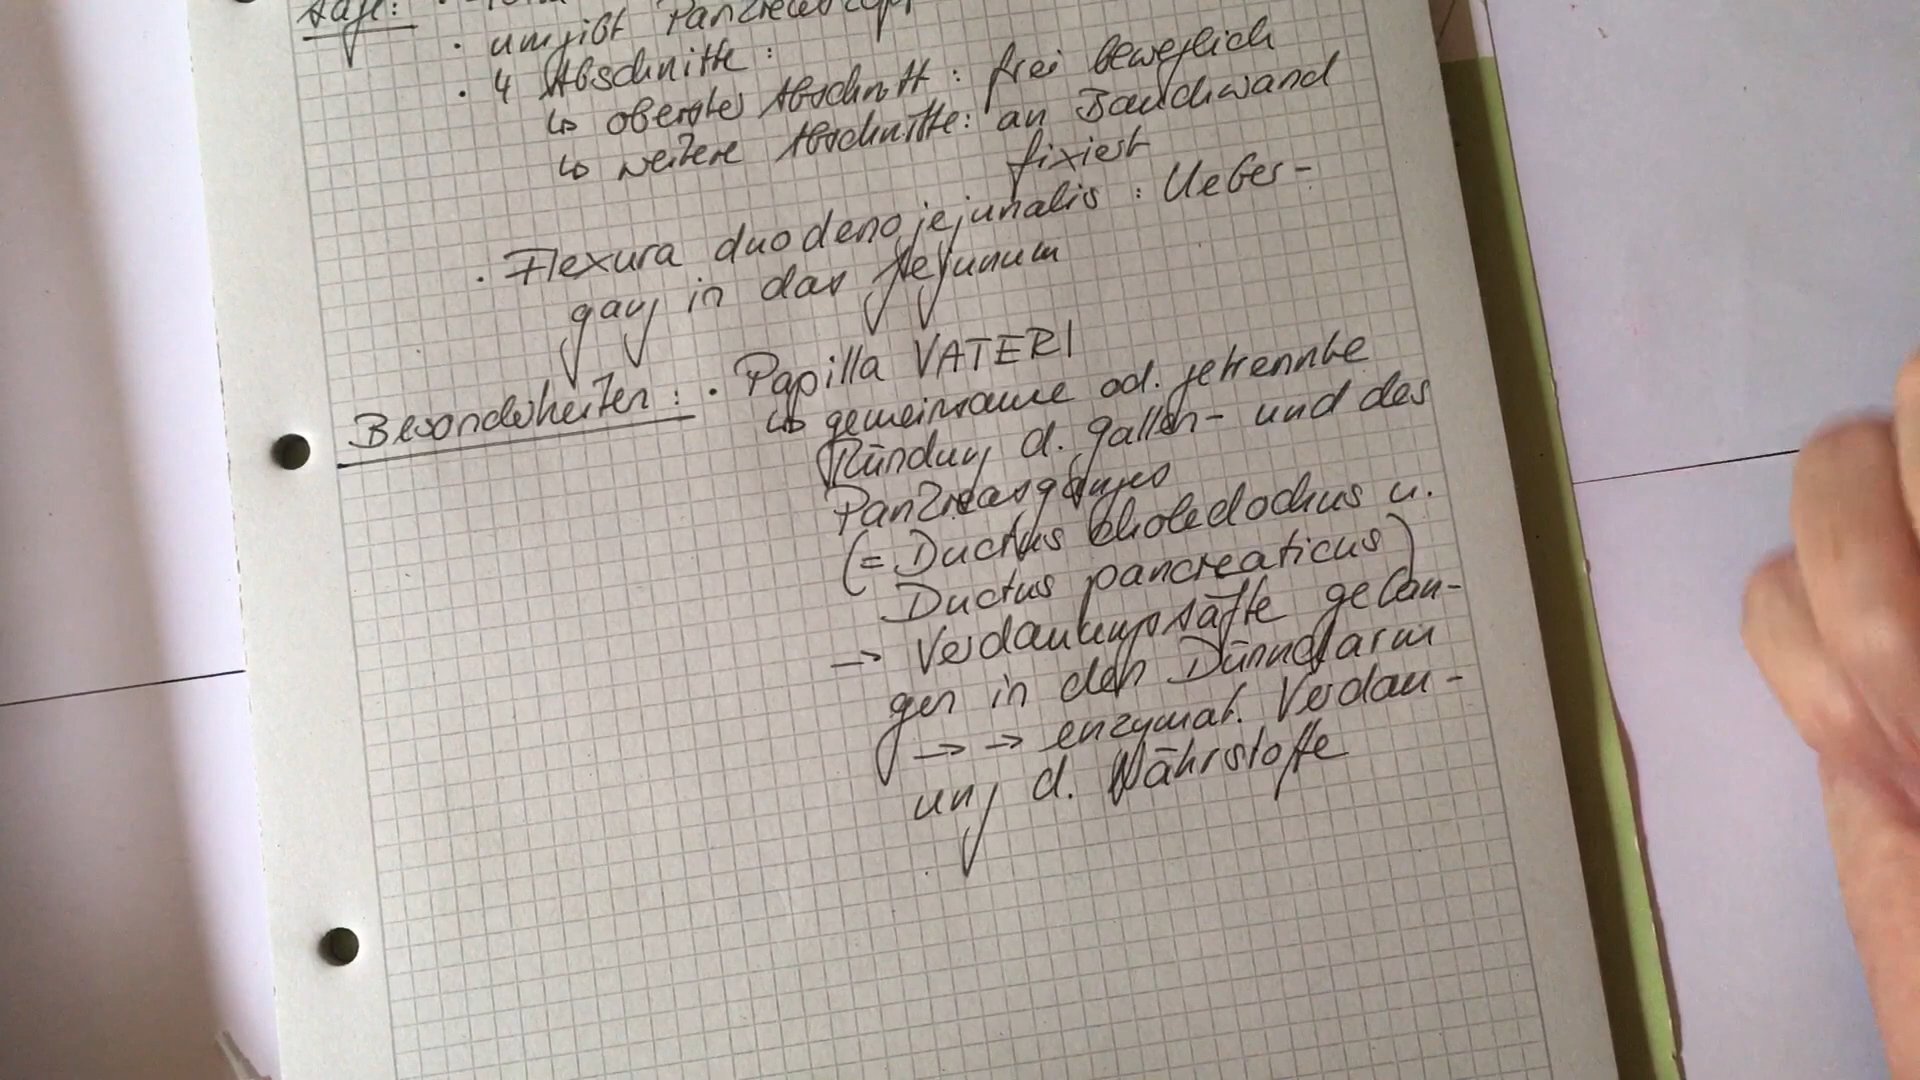 Lage:
• umgibt Pankreaskopf
• 4 Abschnitte:
↳ oberster Abschnitt: frei beweglich
↳ weitere Abschnitte: an Bauchwand
fixiert
• Flexura duodenojejunalis: Ueber-
gang in das Jejunum
Besonderheiten: • Papilla VATERI
↳ gemeinsame od. getrennte
Mündung d. Gallen- und des
Pankreasganges
(= Ductus choledochus u.
Ductus pancreaticus)
→ Verdauungssäfte gelan-
gen in den Dünndarm
→ → enzymat. Verdau-
ung d. Nährstoffe